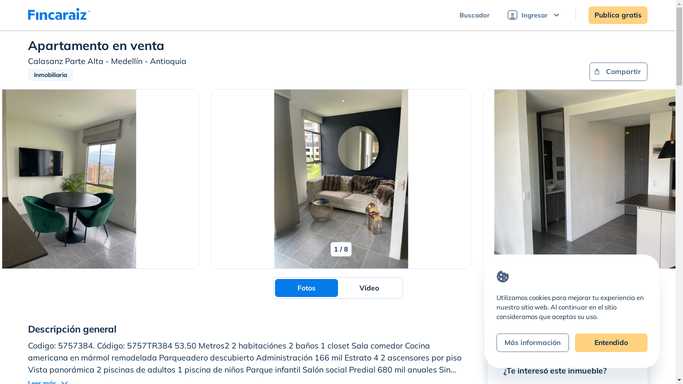 Fincaraiz
Buscador
Ingresar
Publica gratis
Apartamento en venta
Calasanz Parte Alta - Medellín - Antioquia
Inmobiliaria
Compartir
1 / 8
Fotos
Video
Descripción general
Codigo: 5757384. Código: 5757TR384 53.50 Metros2 2 habitaciónes 2 baños 1 closet Sala comedor Cocina
americana en mármol remodelada Parqueadero descubierto Administración 166 mil Estrato 4 2 ascensores por piso
Vista panorámica 2 piscinas de adultos 1 piscina de niños Parque infantil Salón social Predial 680 mil anuales Sin...
Leer más
Utilizamos cookies para mejorar tu experiencia en
nuestro sitio web. Al continuar en el sitio
consideramos que aceptas su uso.
Más información
Entendido
¿Te interesó este inmueble?